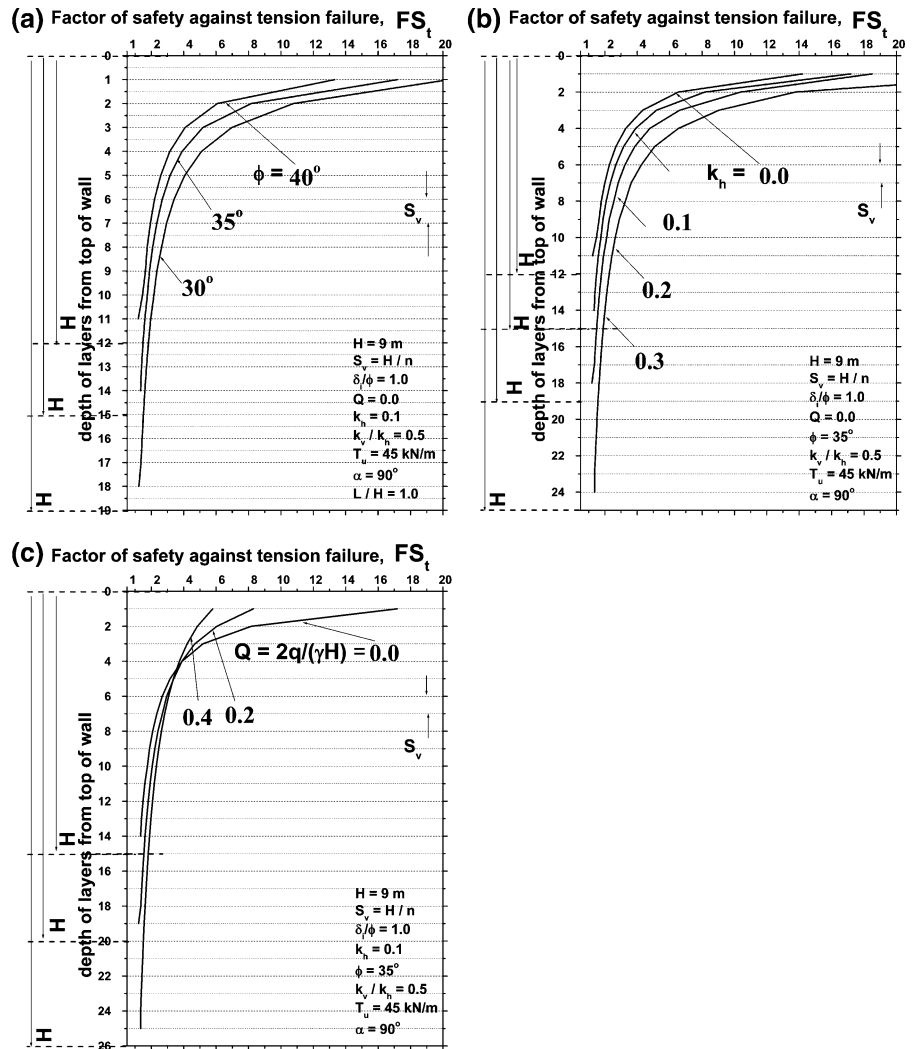 (a) Factor of safety against tension failure, FSt
1 2 4 6 8 10 12 14 16 18 20
0
1
2
3
4
5
6
7
8
9
10
11
12
13
14
15
16
17
18
19
depth of layers from top of wall
H
H
H
ϕ = 40°
35°
30°
Sv
H = 9 m
Sv = H / n
δi/ϕ = 1.0
Q = 0.0
kh = 0.1
kv / kh = 0.5
Tu = 45 kN/m
α = 90°
L / H = 1.0
(b) Factor of safety against tension failure, FSt
1 2 4 6 8 10 12 14 16 18 20
0
2
4
6
8
10
12
14
16
18
20
22
24
depth of layers from top of wall
H
H
H
H
kh = 0.0
0.1
0.2
0.3
Sv
H = 9 m
Sv = H / n
δi/ϕ = 1.0
Q = 0.0
ϕ = 35°
kv / kh = 0.5
Tu = 45 kN/m
α = 90°
(c) Factor of safety against tension failure, FSt
1 2 4 6 8 10 12 14 16 18 20
0
2
4
6
8
10
12
14
16
18
20
22
24
26
depth of layers from top of wall
H
H
H
Q = 2q/(γH) = 0.0
0.4 0.2
Sv
H = 9 m
Sv = H / n
δi/ϕ = 1.0
kh = 0.1
ϕ = 35°
kv / kh = 0.5
Tu = 45 kN/m
α = 90°